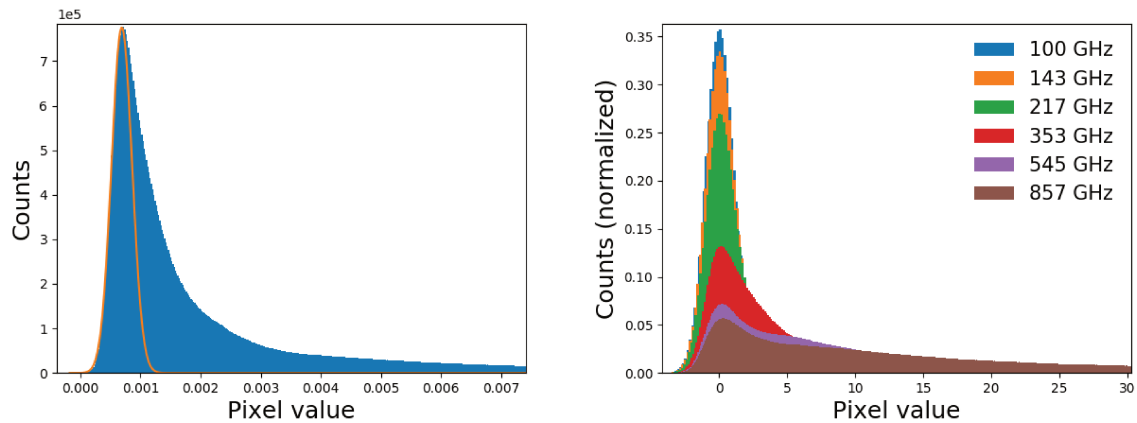 1e5
7
6
5
4
3
2
1
0
Counts
0.000 0.001 0.002 0.003 0.004 0.005 0.006 0.007
Pixel value
0.35
0.30
0.25
0.20
0.15
0.10
0.05
0.00
Counts (normalized)
0 5 10 15 20 25 30
Pixel value
100 GHz
143 GHz
217 GHz
353 GHz
545 GHz
857 GHz